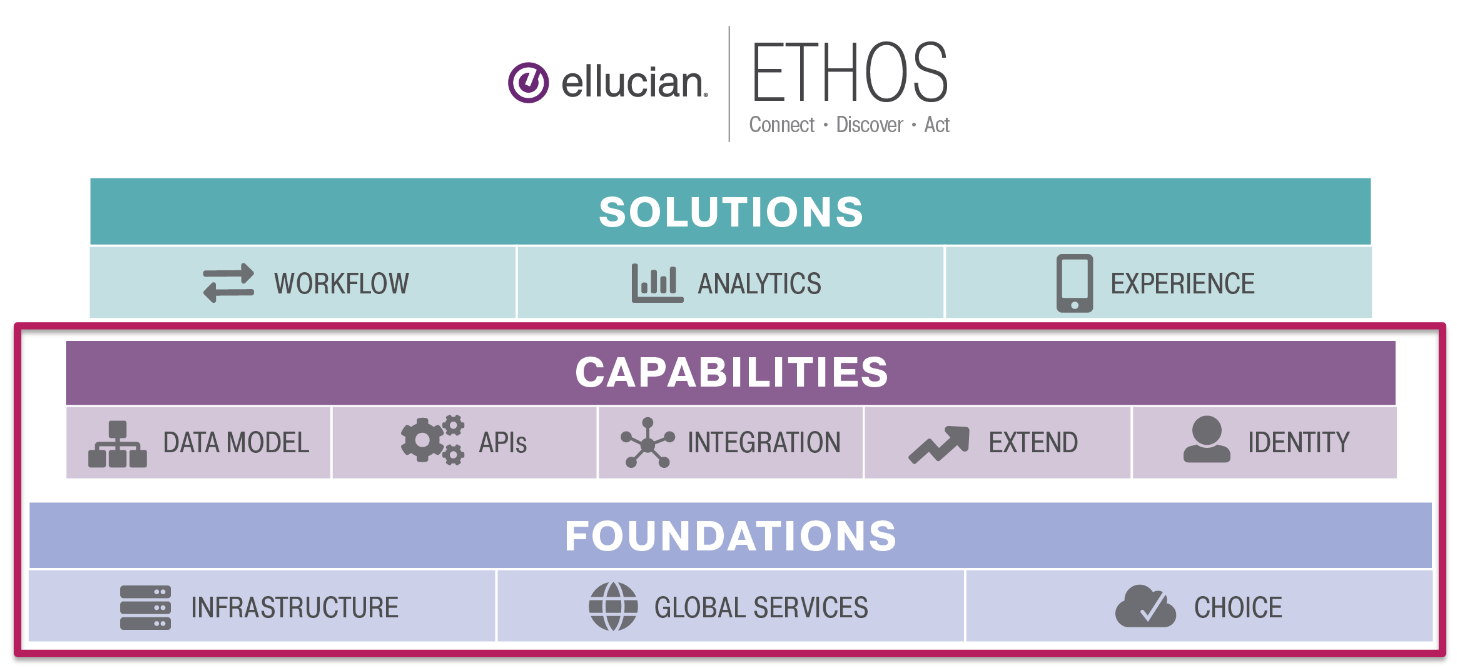 ellucian.
ETHOS
Connect · Discover · Act
SOLUTIONS
WORKFLOW
ANALYTICS
EXPERIENCE
CAPABILITIES
DATA MODEL
APIs
INTEGRATION
EXTEND
IDENTITY
FOUNDATIONS
INFRASTRUCTURE
GLOBAL SERVICES
CHOICE